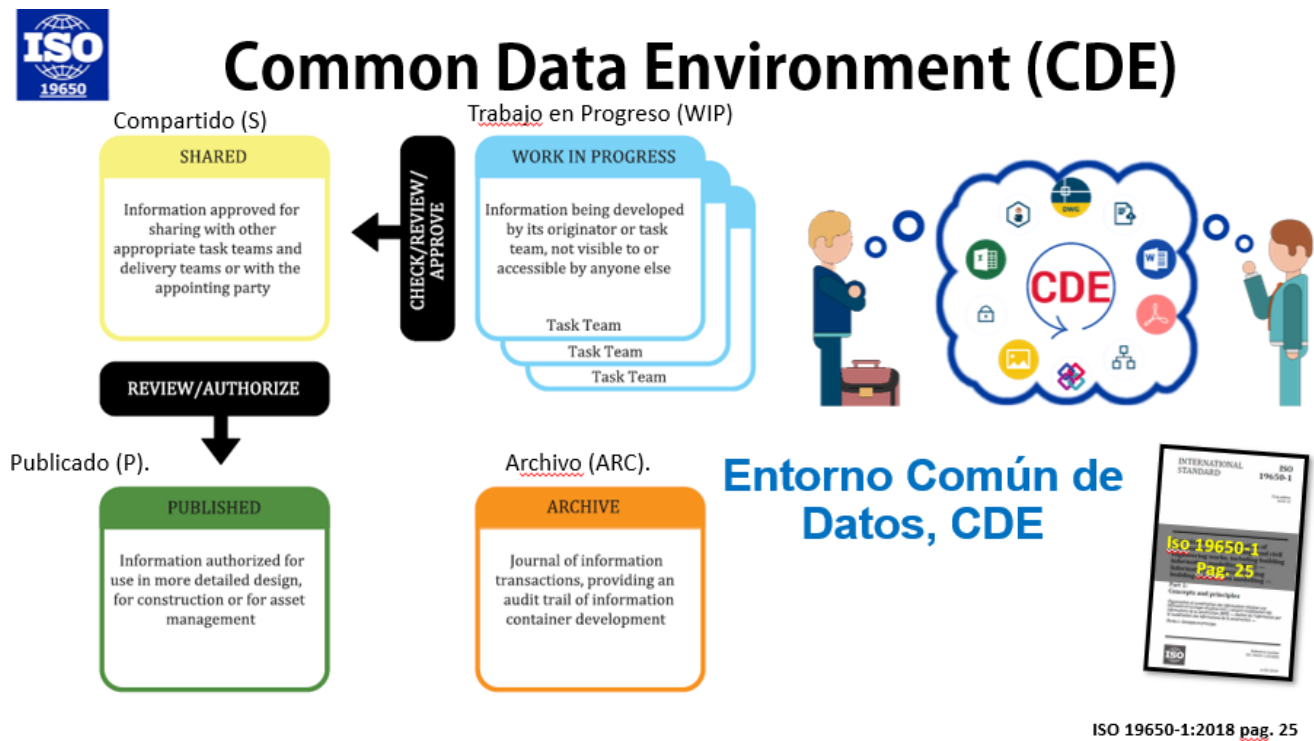 ISO
19650
Common Data Environment (CDE)
Compartido (S)
Trabajo en Progreso (WIP)
SHARED
Information approved for
sharing with other
appropriate task teams and
delivery teams or with the
appointing party
CHECK/REVIEW/
APPROVE
WORK IN PROGRESS
Information being developed
by its originator or task
team, not visible to or
accessible by anyone else
Task Team
Task Team
Task Team
DWG
CDE
W
REVIEW/AUTHORIZE
Publicado (P).
Archivo (ARC).
PUBLISHED
Information authorized for
use in more detailed design,
for construction or for asset
management
ARCHIVE
Journal of information
transactions, providing an
audit trail of information
container development
Entorno Común de
Datos, CDE
INTERNATIONAL
STANDARD
ISO
19650-1
Iso 19650-1
Pag. 25
Concepts and principles
ISO
ISO 19650-1:2018 pag. 25